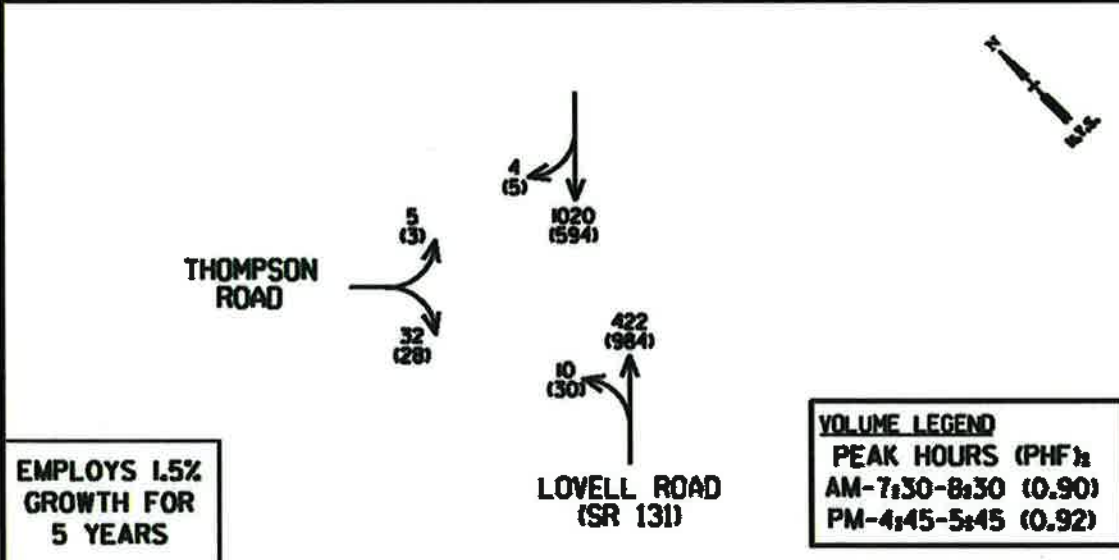 N
N.T.S.
4
(5)
1020
(594)
5
(3)
THOMPSON
ROAD
32
(28)
422
(984)
10
(30)
LOVELL ROAD
(SR 131)
EMPLOYS 1.5%
GROWTH FOR
5 YEARS
VOLUME LEGEND
PEAK HOURS (PHF):
AM-7:30-8:30 (0.90)
PM-4:45-5:45 (0.92)